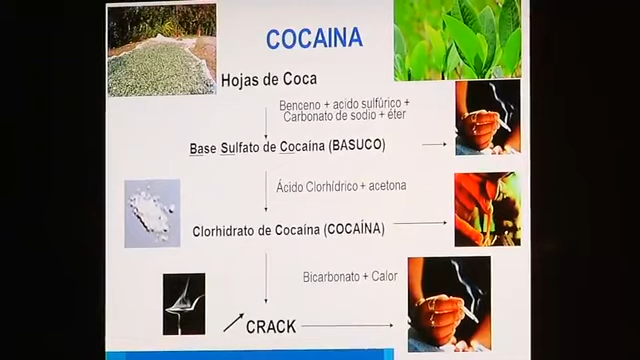 COCAINA
Hojas de Coca
Benceno + acido sulfúrico +
Carbonato de sodio + éter
Base Sulfato de Cocaína (BASUCO)
Ácido Clorhídrico + acetona
Clorhidrato de Cocaína (COCAÍNA)
Bicarbonato + Calor
CRACK